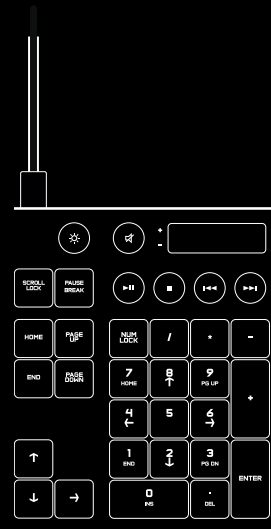 +
-
SCROLL
LOCK
PAUSE
BREAK
HOME
PAGE
UP
NUM
LOCK
/
*
-
END
PAGE
DOWN
7
HOME
8
↑
9
PG UP
+
4
←
5
6
→
↑
1
END
2
↓
3
PG DN
ENTER
↓
→
0
INS
.
DEL